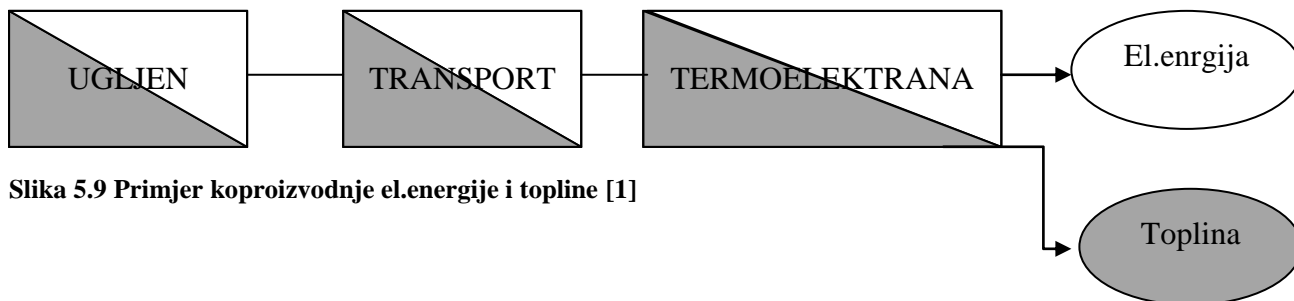 UGLJEN
TRANSPORT
TERMOELEKTRANA
El.enrgija
Slika 5.9 Primjer koproizvodnje el.energije i topline [1]
Toplina